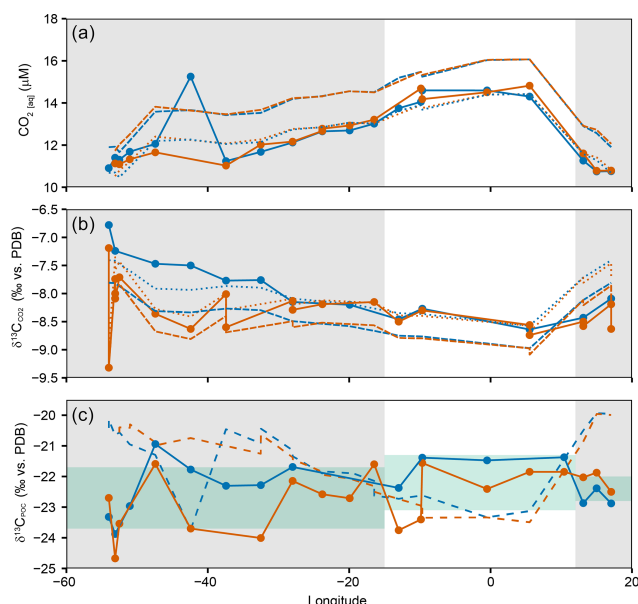 (a)
18
16
14
12
10
CO2 [aq] (μM)
(b)
−6.5
−7.0
−7.5
−8.0
−8.5
−9.0
−9.5
δ13CCO2 (‰ vs. PDB)
(c)
−20
−21
−22
−23
−24
−25
δ13CPOC (‰ vs. PDB)
−60 −40 −20 0 20
Longitude